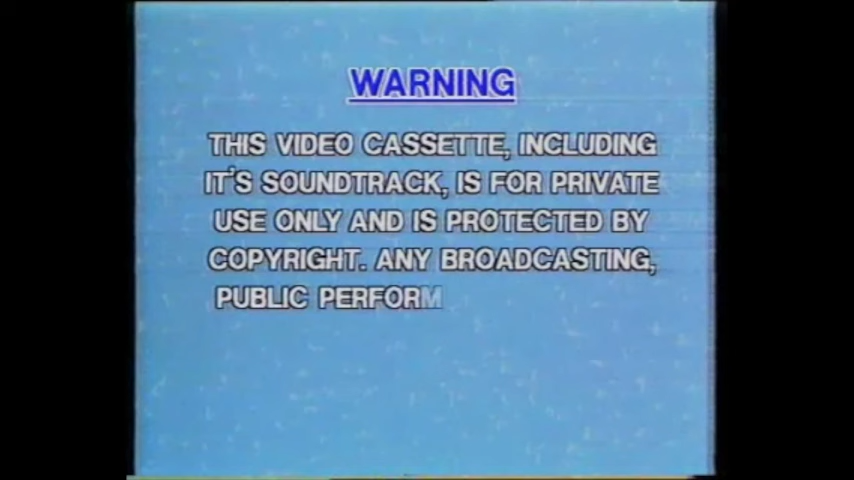 WARNING
THIS VIDEO CASSETTE, INCLUDING
IT'S SOUNDTRACK, IS FOR PRIVATE
USE ONLY AND IS PROTECTED BY
COPYRIGHT. ANY BROADCASTING,
PUBLIC PERFORM